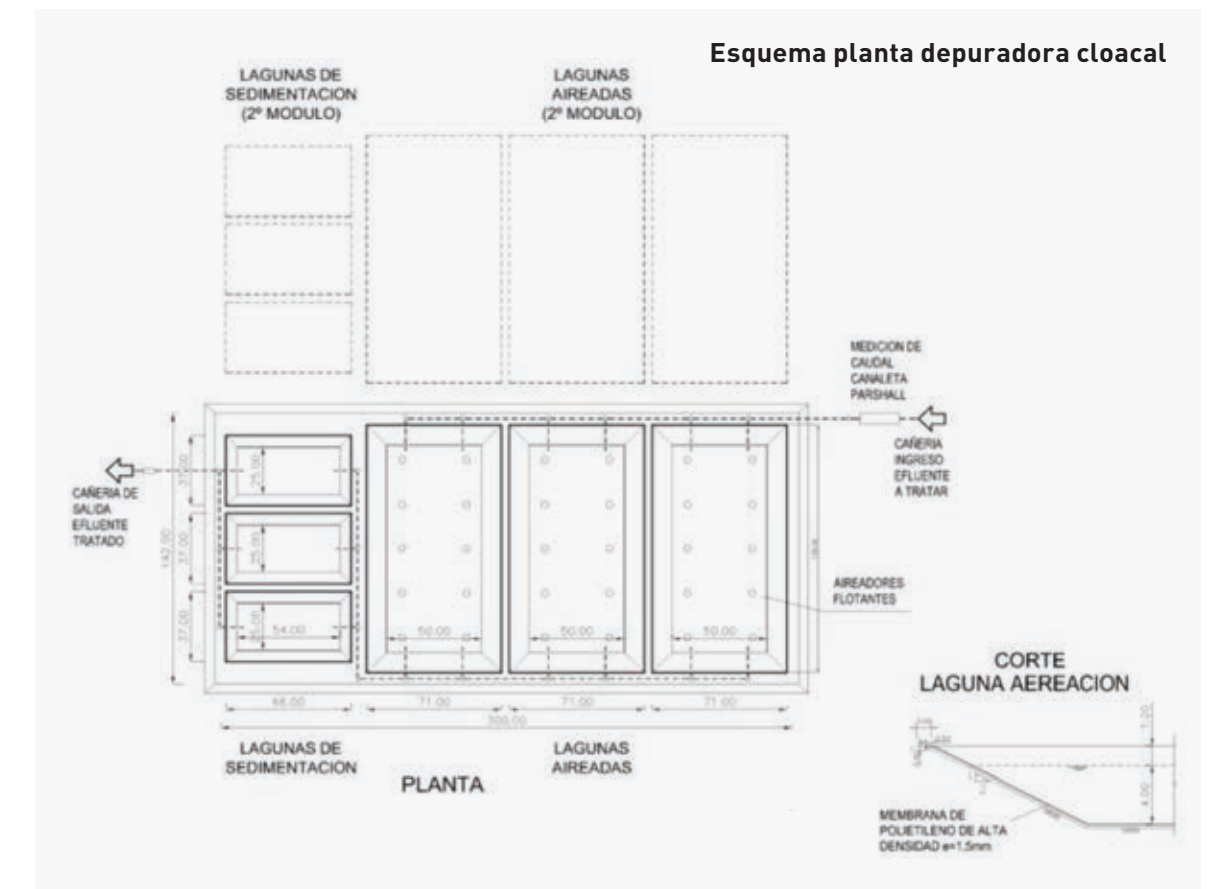 Esquema planta depuradora cloacal
LAGUNAS DE
SEDIMENTACION
(2º MODULO)
LAGUNAS
AIREADAS
(2º MODULO)
MEDICION DE
CAUDAL
CANALETA
PARSHALL
CAÑERIA
INGRESO
EFLUENTE
A TRATAR
CAÑERIA DE
SALIDA
EFLUENTE
TRATADO
142.00
37.00
37.00
37.00
25.00
25.00
25.00
54.00
50.00
50.00
50.00
AIREADORES
FLOTANTES
71.00
71.00
71.00
300.00
LAGUNAS DE
SEDIMENTACION
LAGUNAS
AIREADAS
PLANTA
CORTE
LAGUNA AEREACION
1.20
4.00
MEMBRANA DE
POLIETILENO DE ALTA
DENSIDAD e=1.5mm